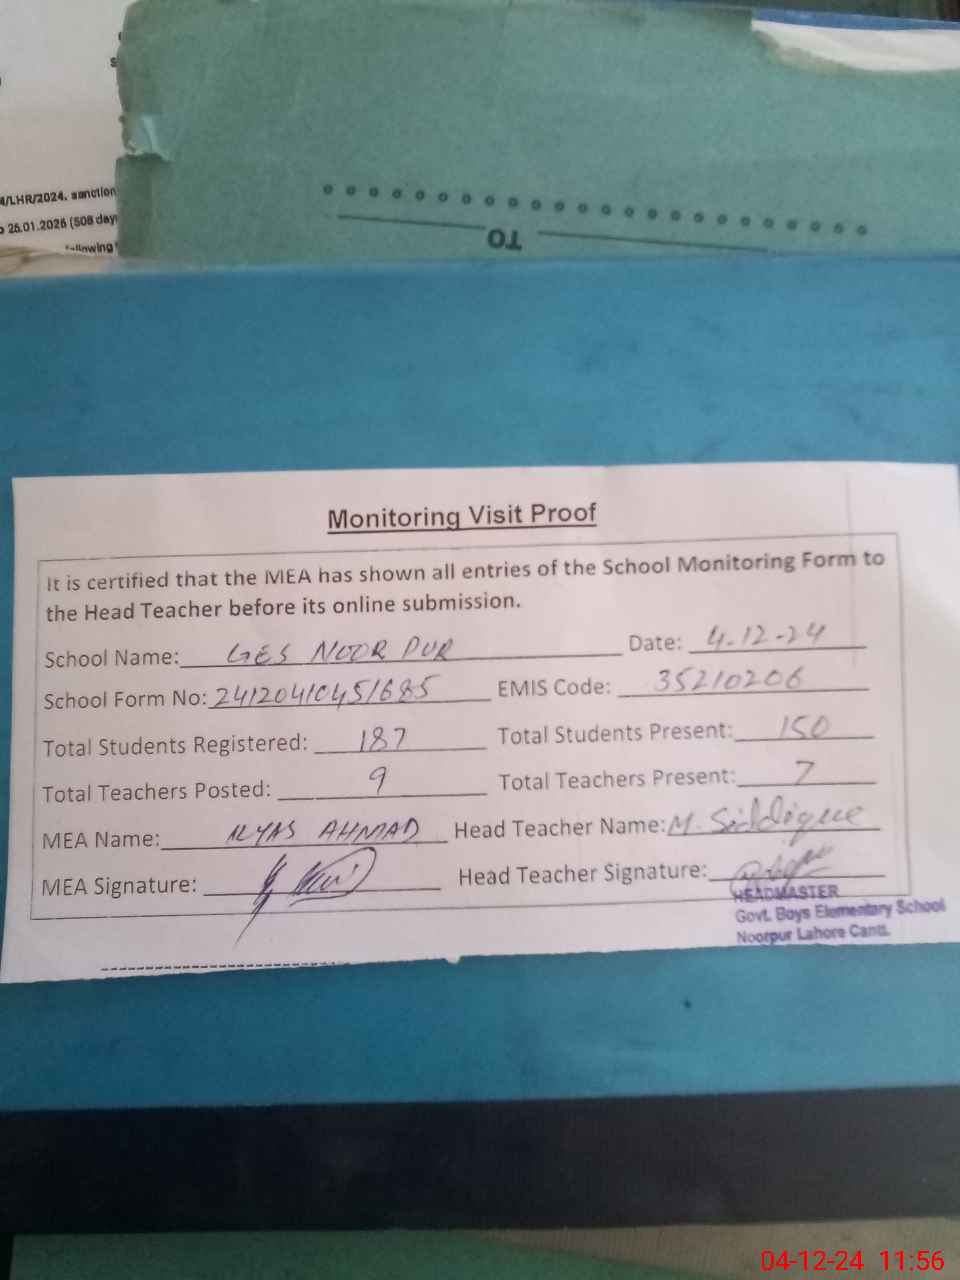 4/LHR/2024. sanction
26.01.2026 (508 day
following
TO
Monitoring Visit Proof
It is certified that the MEA has shown all entries of the School Monitoring Form to
the Head Teacher before its online submission.
School Name: GES NOOR PUR Date: 4-12-24
School Form No: 24120410451685 EMIS Code: 35210206
Total Students Registered: 187 Total Students Present: 150
Total Teachers Posted: 9 Total Teachers Present: 7
MEA Name: ILYAS AHMAD Head Teacher Name: M. Siddique
MEA Signature: Head Teacher Signature:
HEADMASTER
Govt. Boys Elementary School
Noorpur Lahore Cantt.
04-12-24 11:56